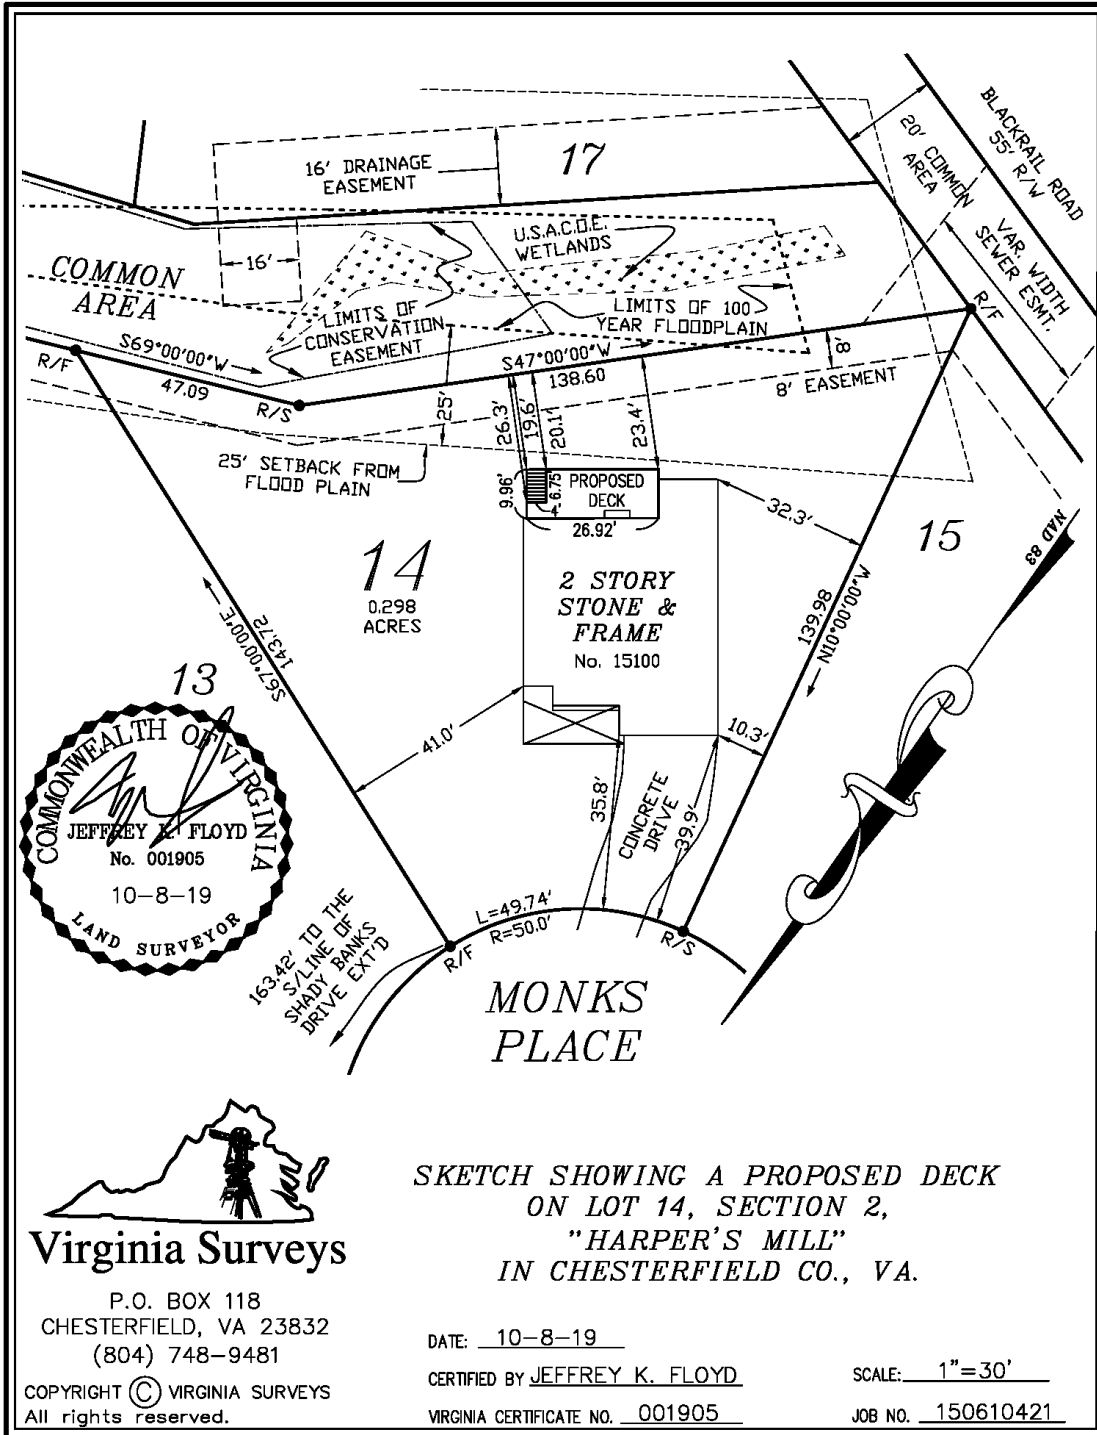 17
16' DRAINAGE
EASEMENT
BLACKRAIL ROAD
55' R/W
20' COMMON
AREA
VAR. WIDTH
SEWER ESMT.
U.S.A.C.O.E.
WETLANDS
16'
COMMON
AREA
LIMITS OF
CONSERVATION
EASEMENT
LIMITS OF 100
YEAR FLOODPLAIN
R/F
S69°00'00"W
47.09
R/F
R/S
S47°00'00"W
138.60
8'
8' EASEMENT
25'
26.3'
19.6'
20.1'
23.4'
25' SETBACK FROM
FLOOD PLAIN
9.96'
6.75'
4'
PROPOSED
DECK
26.92'
32.3'
15
NAD 83
14
0.298
ACRES
2 STORY
STONE &
FRAME
No. 15100
139.98
N10°00'00"W
S67°00'00"E
143.72
13
41.0'
10.3'
35.8'
CONCRETE
DRIVE
39.9'
COMMONWEALTH OF VIRGINIA
JEFFREY K. FLOYD
No. 001905
10-8-19
LAND SURVEYOR
163.42' TO THE
S/LINE OF
SHADY BANKS
DRIVE EXT'D
L=49.74'
R=50.0'
R/F
R/S
MONKS
PLACE
Virginia Surveys
P.O. BOX 118
CHESTERFIELD, VA 23832
(804) 748-9481
COPYRIGHT © VIRGINIA SURVEYS
All rights reserved.
SKETCH SHOWING A PROPOSED DECK
ON LOT 14, SECTION 2,
"HARPER'S MILL"
IN CHESTERFIELD CO., VA.
DATE: 10-8-19
CERTIFIED BY JEFFREY K. FLOYD
SCALE: 1"=30'
VIRGINIA CERTIFICATE NO. 001905
JOB NO. 150610421